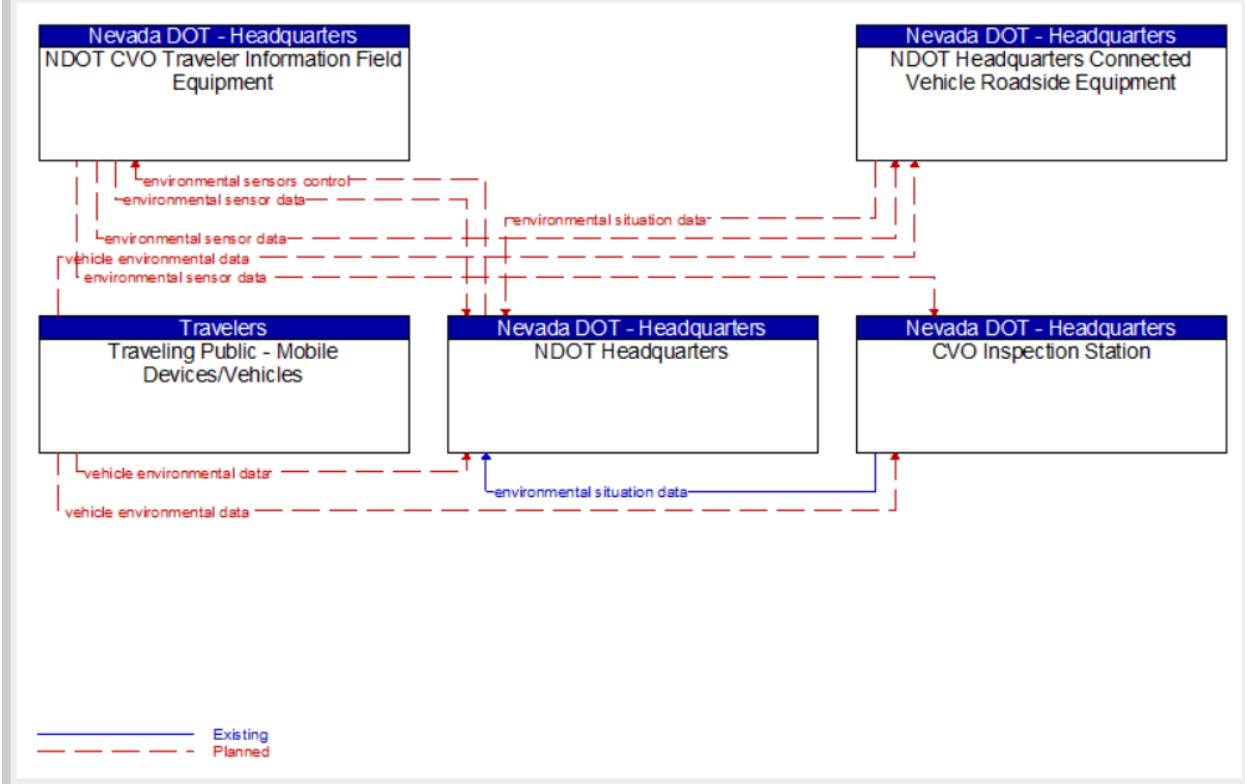 Nevada DOT - Headquarters
NDOT CVO Traveler Information Field
Equipment
Nevada DOT - Headquarters
NDOT Headquarters Connected
Vehicle Roadside Equipment
environmental sensors control
environmental sensor data
environmental situation data
environmental sensor data
vehicle environmental data
environmental sensor data
Travelers
Traveling Public - Mobile
Devices/Vehicles
Nevada DOT - Headquarters
NDOT Headquarters
Nevada DOT - Headquarters
CVO Inspection Station
vehicle environmental data
environmental situation data
vehicle environmental data
Existing
Planned